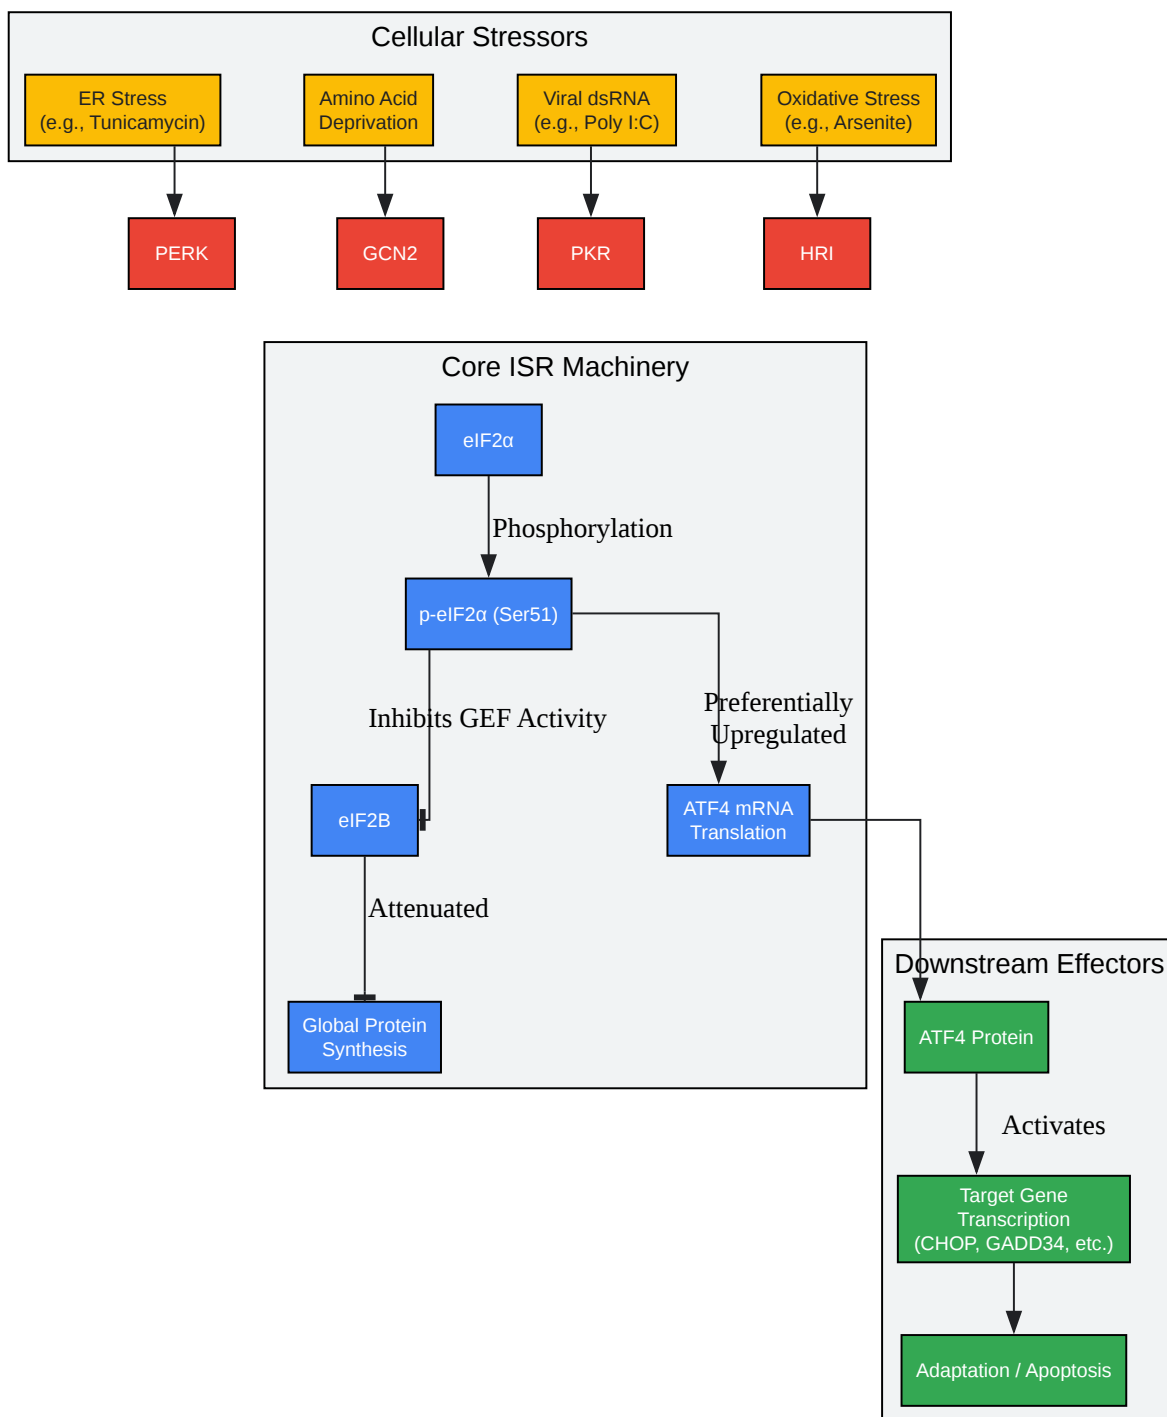 Cellular Stressors
ER Stress
(e.g., Tunicamycin)
Amino Acid
Deprivation
Viral dsRNA
(e.g., Poly I:C)
Oxidative Stress
(e.g., Arsenite)
PERK
GCN2
PKR
HRI
Core ISR Machinery
eIF2α
Phosphorylation
p-eIF2α (Ser51)
Inhibits GEF Activity
Preferentially
Upregulated
eIF2B
ATF4 mRNA
Translation
Attenuated
Global Protein
Synthesis
Downstream Effectors
ATF4 Protein
Activates
Target Gene
Transcription
(CHOP, GADD34, etc.)
Adaptation / Apoptosis